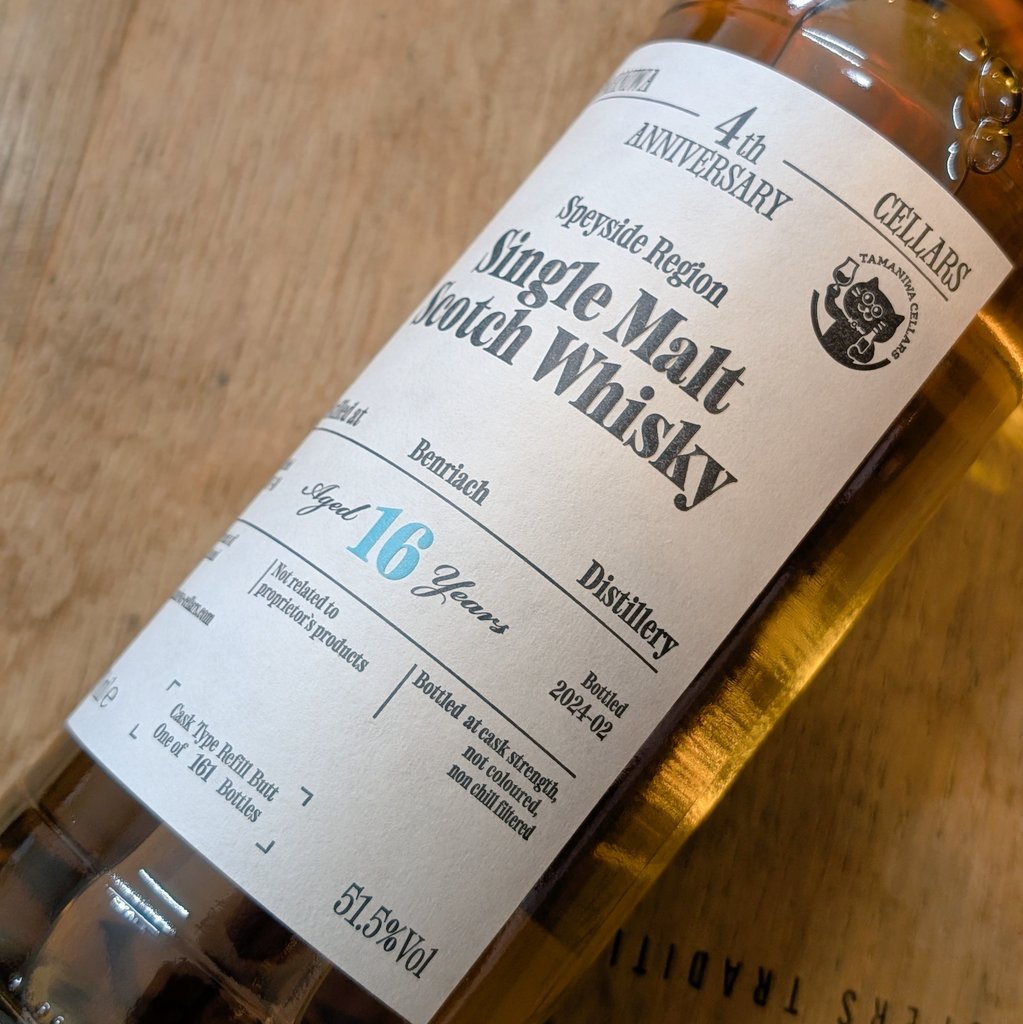 4th
ANNIVERSARY
CELLARS
TAMANIWA CELLARS
Speyside Region
Single Malt
Scotch Whisky
Benriach
Distillery
Aged 16 Years
Bottled
2024-02
Not related to
proprietor's products
Bottled at cask strength,
not coloured,
non chill filtered
Cask Type Refill Butt
One of 161 Bottles
51.5%Vol